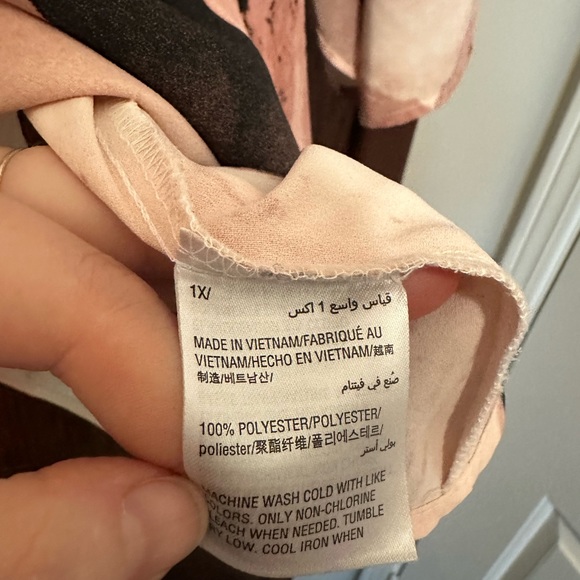 1X/
قياس واسع 1 اكس
MADE IN VIETNAM/FABRIQUÉ AU
VIETNAM/HECHO EN VIETNAM/越南
制造/베트남산/
صُنع في فيتنام
100% POLYESTER/POLYESTER/
poliester/聚酯纤维/폴리에스테르/
بولي أستر
MACHINE WASH COLD WITH LIKE
COLORS. ONLY NON-CHLORINE
BLEACH WHEN NEEDED. TUMBLE
DRY LOW. COOL IRON WHEN